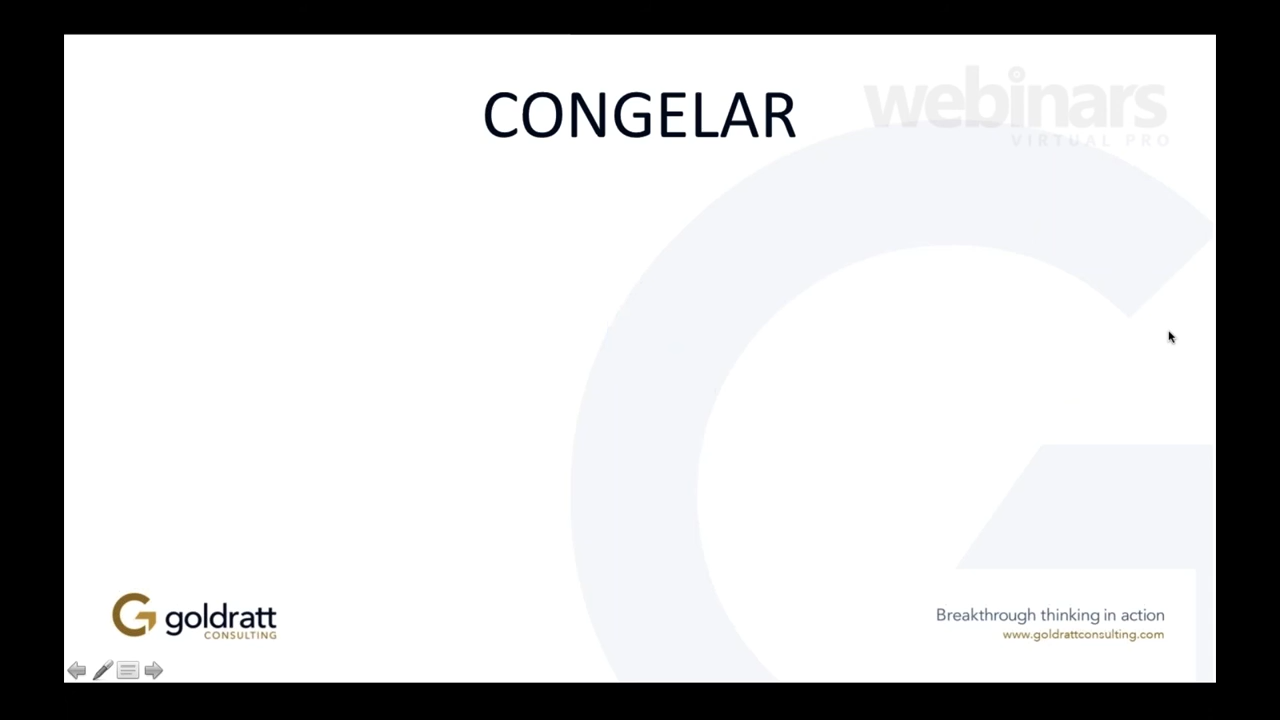 CONGELAR
webinars
VIRTUAL PRO
goldratt
CONSULTING
Breakthrough thinking in action
www.goldrattconsulting.com